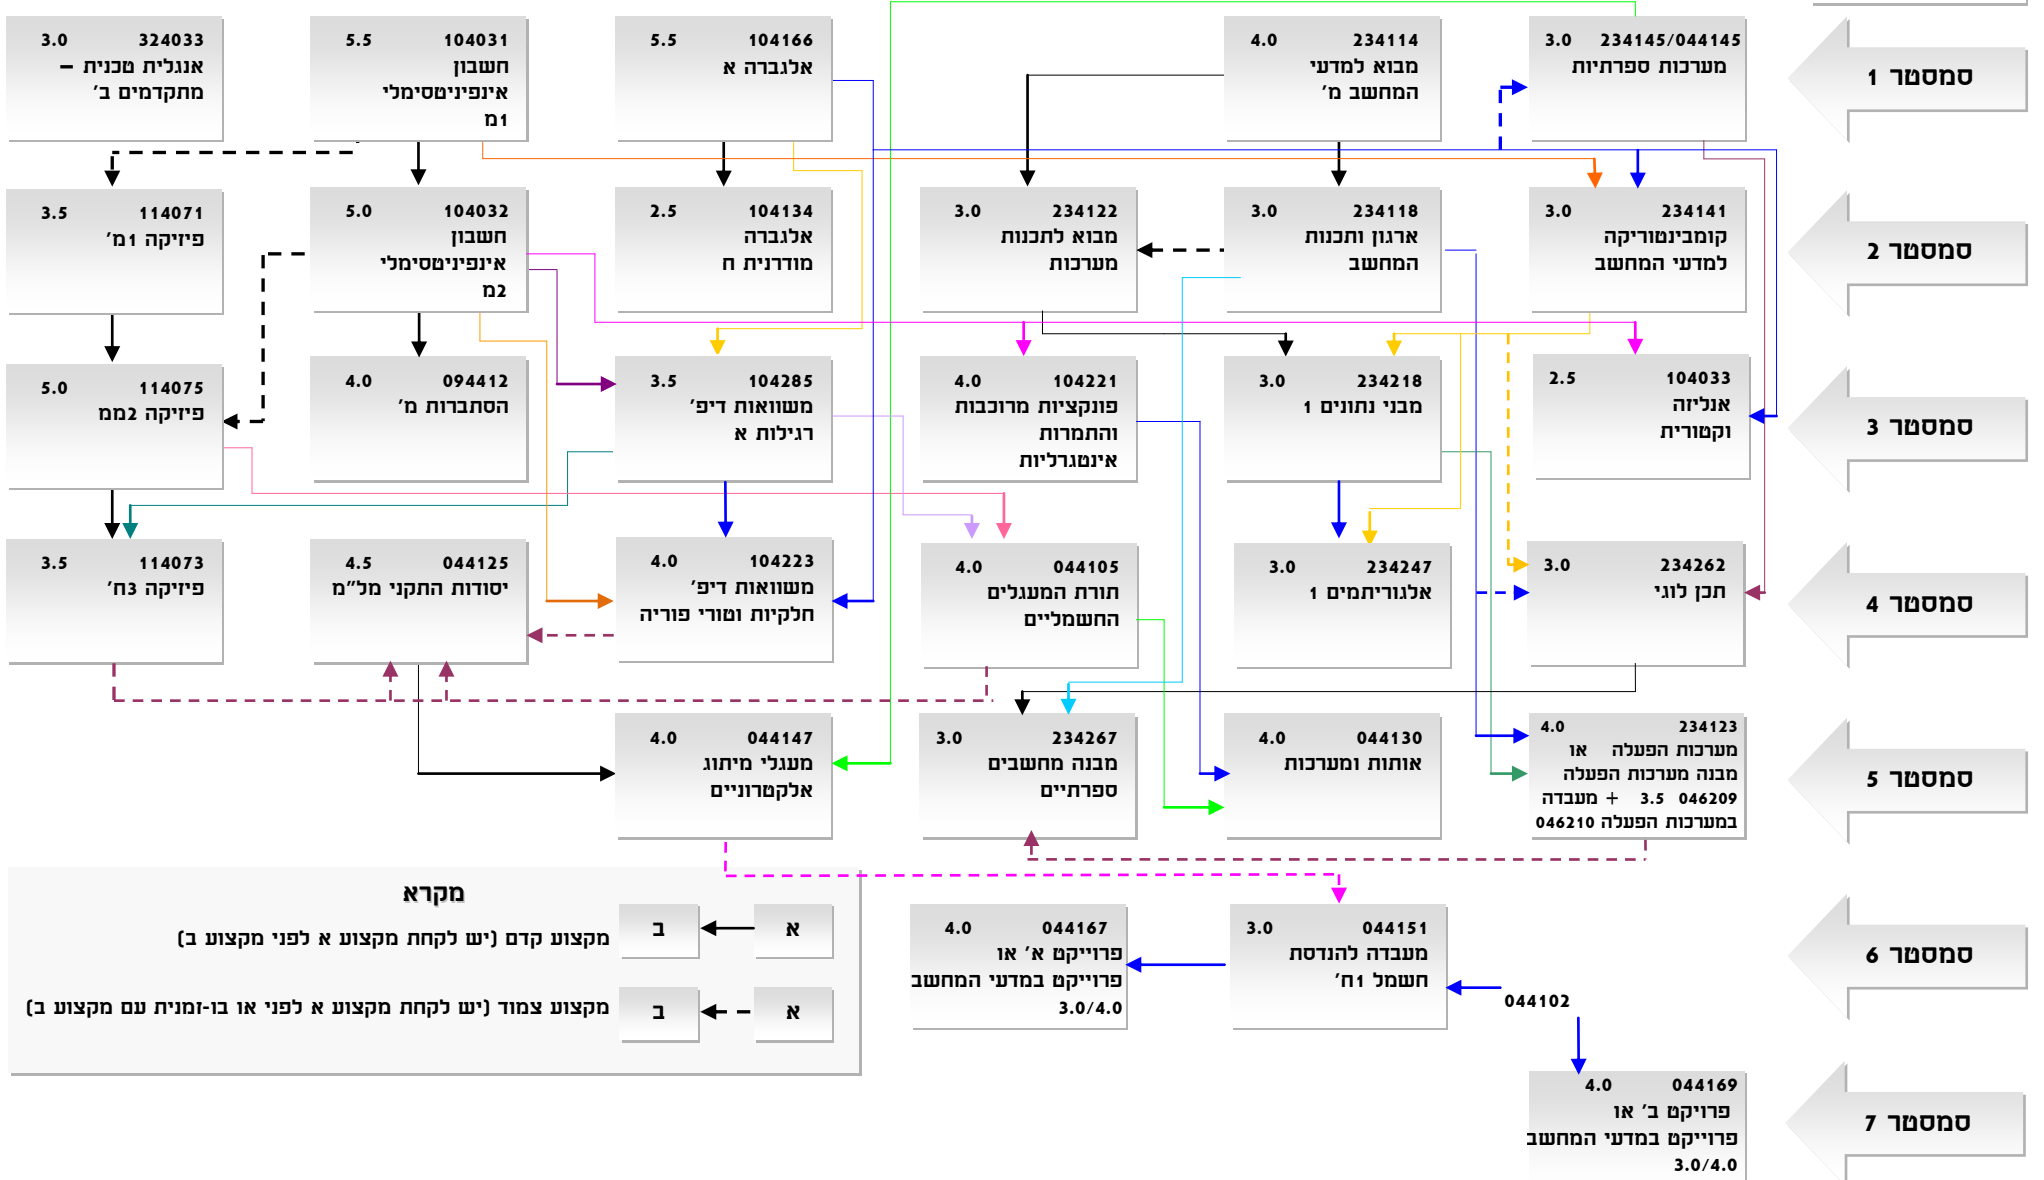 סמסטר 1
234145/044145 3.0
מערכות ספרתיות
234114 4.0
מבוא למדעי
המחשב מ'
104166 5.5
אלגברה א
104031 5.5
חשבון
אינפיניטסימלי
1מ
324033 3.0
אנגלית טכנית –
מתקדמים ב'
סמסטר 2
234141 3.0
קומבינטוריקה
למדעי המחשב
234118 3.0
ארגון ותכנות
המחשב
234122 3.0
מבוא לתכנות
מערכות
104134 2.5
אלגברה
מודרנית ח
104032 5.0
חשבון
אינפיניטסימלי
2מ
114071 3.5
פיזיקה 1מ'
סמסטר 3
104033 2.5
אנליזה
וקטורית
234218 3.0
מבני נתונים 1
104221 4.0
פונקציות מרוכבות
והתמרות
אינטגרליות
104285 3.5
משוואות דיפ'
רגילות א
094412 4.0
הסתברות מ'
114075 5.0
פיזיקה 2ממ
סמסטר 4
234262 3.0
תכן לוגי
234247 3.0
אלגוריתמים 1
044105 4.0
תורת המעגלים
החשמליים
104223 4.0
משוואות דיפ'
חלקיות וטורי פוריה
044125 4.5
יסודות התקני מל"מ
114073 3.5
פיזיקה 3ח'
סמסטר 5
234123 4.0
מערכות הפעלה או
מבנה מערכות הפעלה
046209 3.5 + מעבדה
במערכות הפעלה 046210
044130 4.0
אותות ומערכות
234267 3.0
מבנה מחשבים
ספרתיים
044147 4.0
מעגלי מיתוג
אלקטרוניים
סמסטר 6
044102
044151 3.0
מעבדה להנדסת
חשמל 1ח'
044167 4.0
פרוייקט א' או
פרוייקט במדעי המחשב
3.0/4.0
סמסטר 7
044169 4.0
פרויקט ב' או
פרוייקט במדעי המחשב
3.0/4.0
מקרא
א ב מקצוע קדם (יש לקחת מקצוע א לפני מקצוע ב)
א ב מקצוע צמוד (יש לקחת מקצוע א לפני או בו-זמנית עם מקצוע ב)